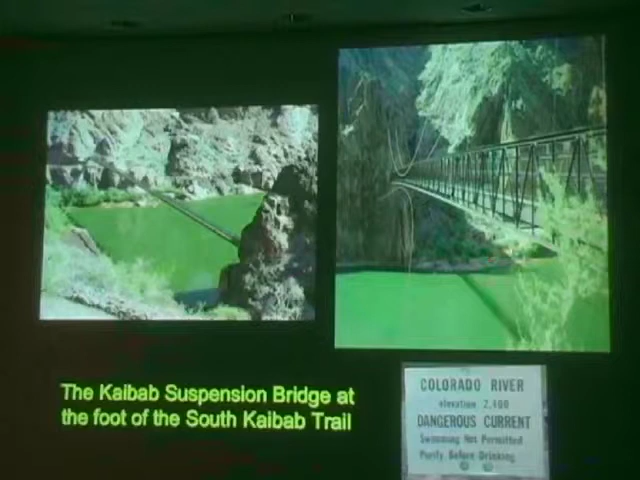 The Kaibab Suspension Bridge at
the foot of the South Kaibab Trail
COLORADO RIVER
elevation 2,400
DANGEROUS CURRENT
Swimming Not Permitted
Purify Before Drinking